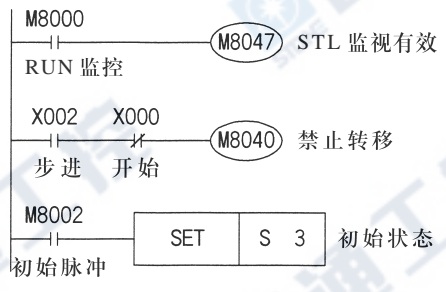 M8000
M8047 STL 监视有效
RUN 监控
X002 X000
M8040 禁止转移
步进 开始
M8002
SET S 3 初始状态
初始脉冲